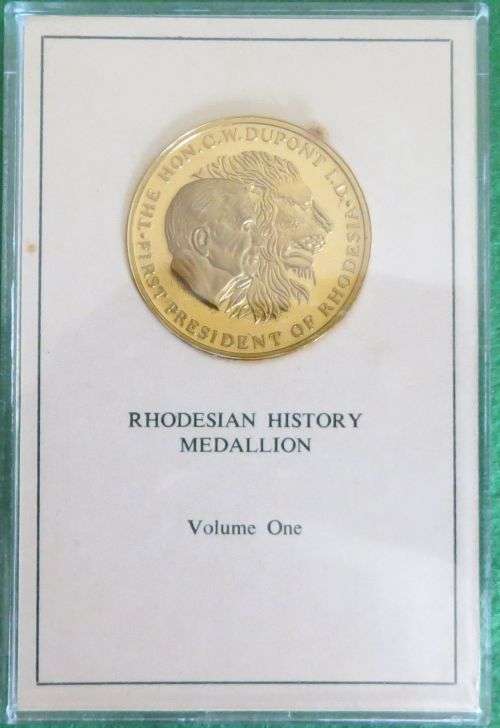 ·THE HON. C.W. DUPONT I.D.·
FIRST PRESIDENT OF RHODESIA
RHODESIAN HISTORY
MEDALLION
Volume One